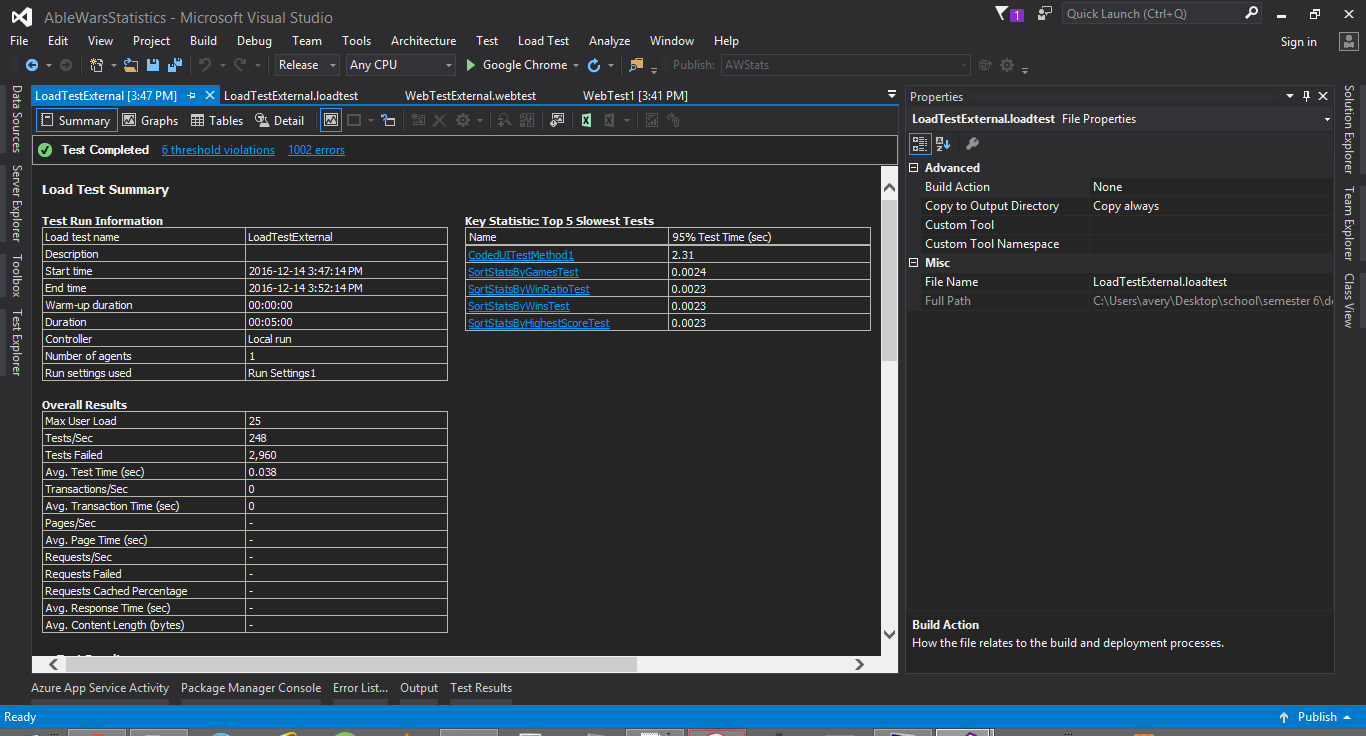 AbleWarsStatistics - Microsoft Visual Studio
1
Quick Launch (Ctrl+Q)
File Edit View Project Build Debug Team Tools Architecture Test Load Test Analyze Window Help
Sign in
Release Any CPU Google Chrome Publish: AWStats
LoadTestExternal [3:47 PM] LoadTestExternal.loadtest WebTestExternal.webtest WebTest1 [3:41 PM]
Summary Graphs Tables Detail
Test Completed 6 threshold violations 1002 errors
Load Test Summary
Test Run Information
Load test name LoadTestExternal
Description
Start time 2016-12-14 3:47:14 PM
End time 2016-12-14 3:52:14 PM
Warm-up duration 00:00:00
Duration 00:05:00
Controller Local run
Number of agents 1
Run settings used Run Settings1
Key Statistic: Top 5 Slowest Tests
Name 95% Test Time (sec)
CodedUITestMethod1 2.31
SortStatsByGamesTest 0.0024
SortStatsByWinRatioTest 0.0023
SortStatsByWinsTest 0.0023
SortStatsByHighestScoreTest 0.0023
Overall Results
Max User Load 25
Tests/Sec 248
Tests Failed 2,960
Avg. Test Time (sec) 0.038
Transactions/Sec 0
Avg. Transaction Time (sec) 0
Pages/Sec -
Avg. Page Time (sec) -
Requests/Sec -
Requests Failed -
Requests Cached Percentage -
Avg. Response Time (sec) -
Avg. Content Length (bytes) -
Data Sources
Server Explorer
Toolbox
Test Explorer
Properties
LoadTestExternal.loadtest File Properties
Advanced
Build Action None
Copy to Output Directory Copy always
Custom Tool
Custom Tool Namespace
Misc
File Name LoadTestExternal.loadtest
Full Path C:\Users\avery\Desktop\school\semester 6\de
Build Action
How the file relates to the build and deployment processes.
Solution Explorer
Team Explorer
Class View
Azure App Service Activity Package Manager Console Error List... Output Test Results
Ready
Publish